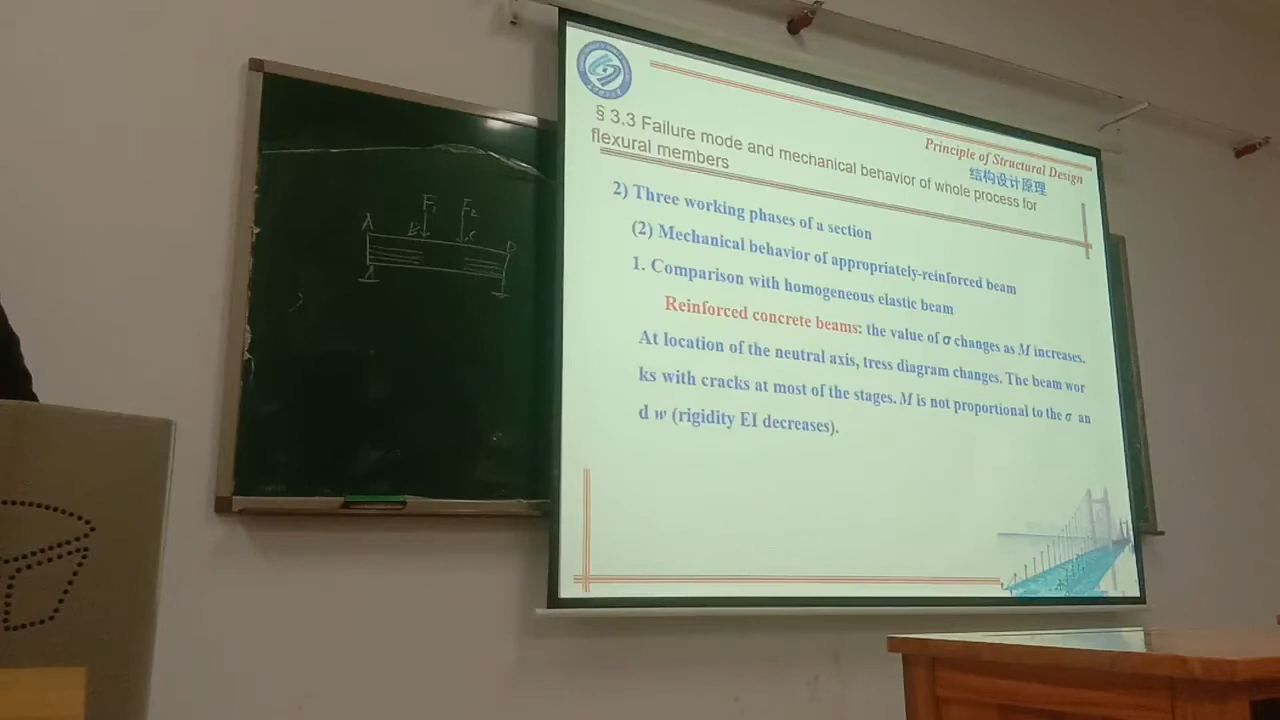 A
F₁
B
F₂
C
D
§ 3.3 Failure mode and mechanical behavior of whole process for
flexural members
Principle of Structural Design
结构设计原理
2) Three working phases of a section
(2) Mechanical behavior of appropriately-reinforced beam
1. Comparison with homogeneous elastic beam
Reinforced concrete beams: the value of σ changes as M increases.
At location of the neutral axis, tress diagram changes. The beam wor
ks with cracks at most of the stages. M is not proportional to the σ an
d w (rigidity EI decreases).